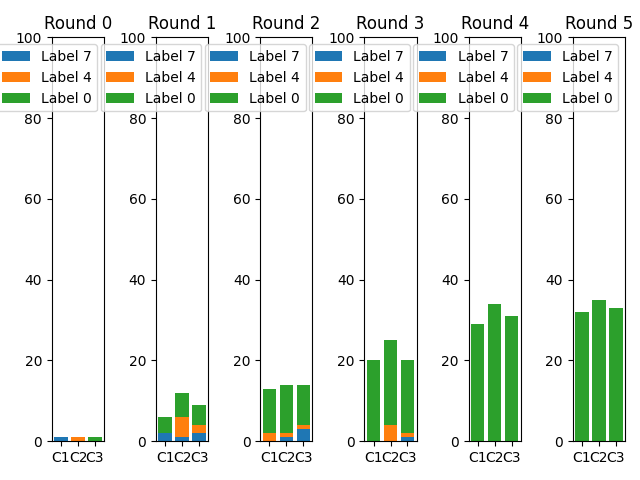 Round 0 Round 1 Round 2 Round 3 Round 4 Round 5
100 100 100 100 100 100
Label 7 Label 7 Label 7 Label 7 Label 7 Label 7
Label 4 Label 4 Label 4 Label 4 Label 4 Label 4
Label 0 Label 0 Label 0 Label 0 Label 0 Label 0
80 80 80 80 80 80
60 60 60 60 60 60
40 40 40 40 40 40
20 20 20 20 20 20
0 0 0 0 0 0
C1C2C3 C1C2C3 C1C2C3 C1C2C3 C1C2C3 C1C2C3